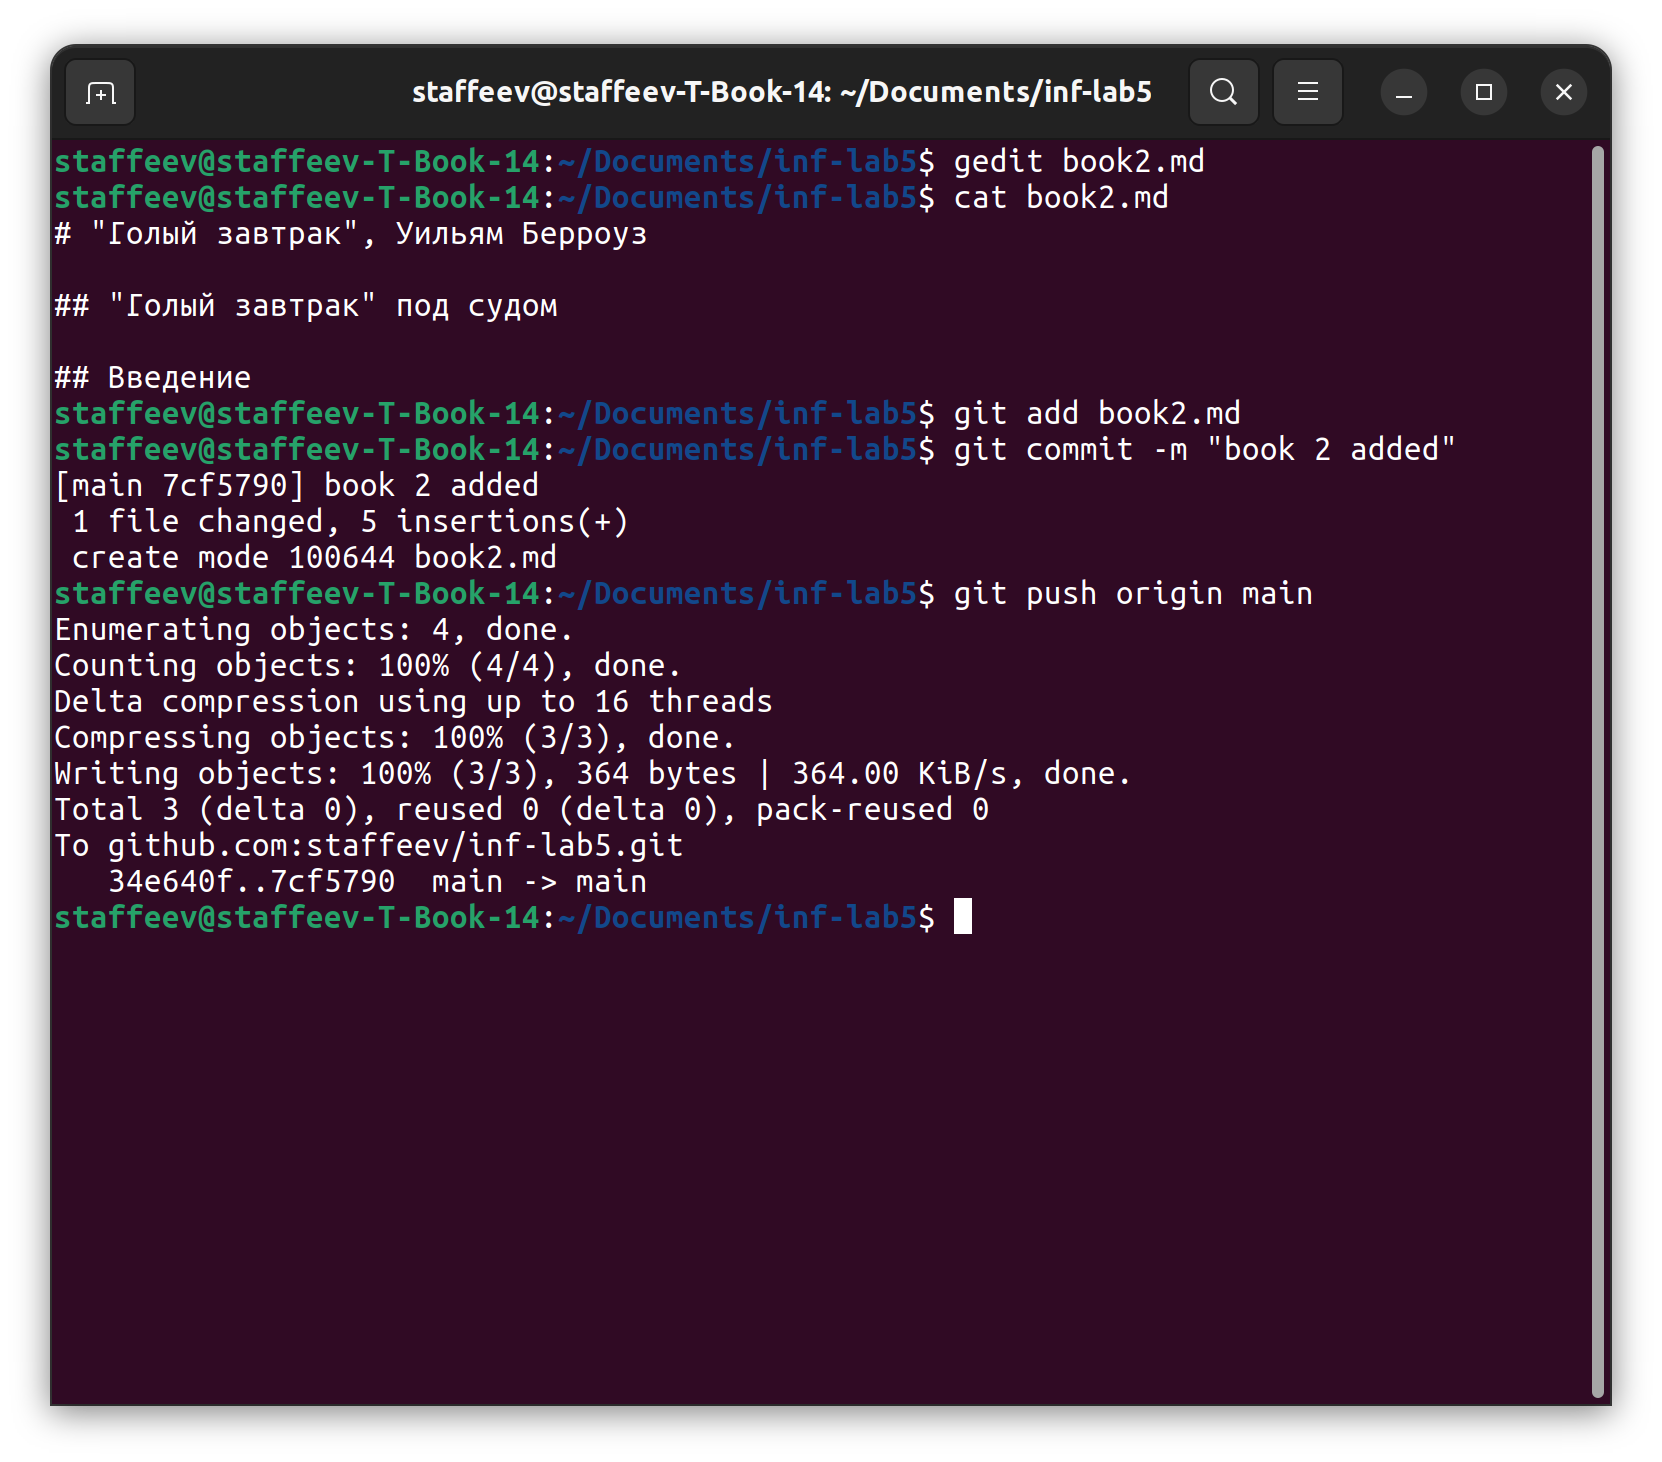 staffeev@staffeev-T-Book-14: ~/Documents/inf-lab5
staffeev@staffeev-T-Book-14:~/Documents/inf-lab5$ gedit book2.md
staffeev@staffeev-T-Book-14:~/Documents/inf-lab5$ cat book2.md
# "Голый завтрак", Уильям Берроуз
## "Голый завтрак" под судом
## Введение
staffeev@staffeev-T-Book-14:~/Documents/inf-lab5$ git add book2.md
staffeev@staffeev-T-Book-14:~/Documents/inf-lab5$ git commit -m "book 2 added"
[main 7cf5790] book 2 added
 1 file changed, 5 insertions(+)
 create mode 100644 book2.md
staffeev@staffeev-T-Book-14:~/Documents/inf-lab5$ git push origin main
Enumerating objects: 4, done.
Counting objects: 100% (4/4), done.
Delta compression using up to 16 threads
Compressing objects: 100% (3/3), done.
Writing objects: 100% (3/3), 364 bytes | 364.00 KiB/s, done.
Total 3 (delta 0), reused 0 (delta 0), pack-reused 0
To github.com:staffeev/inf-lab5.git
   34e640f..7cf5790  main -> main
staffeev@staffeev-T-Book-14:~/Documents/inf-lab5$